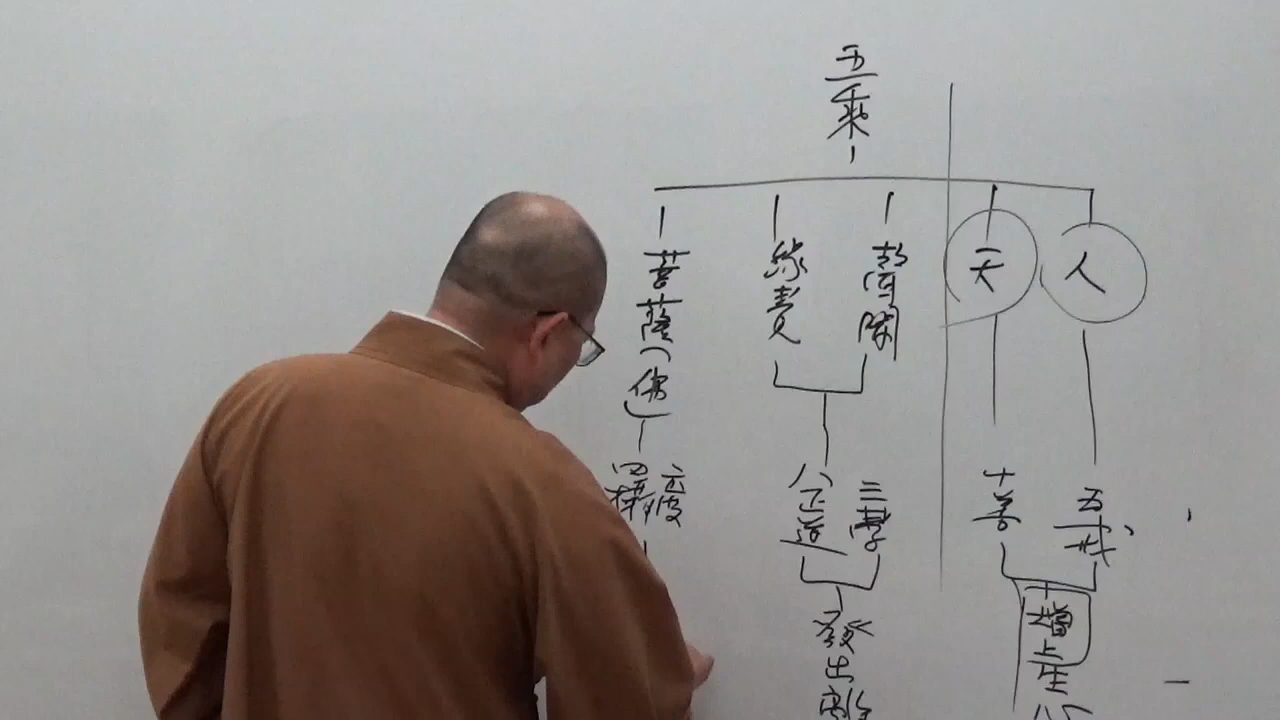 五乘
人
天
聲聞
緣覺
菩薩(佛)
五戒、
十善
三學
八正道
六度
四攝
增上生
發出離